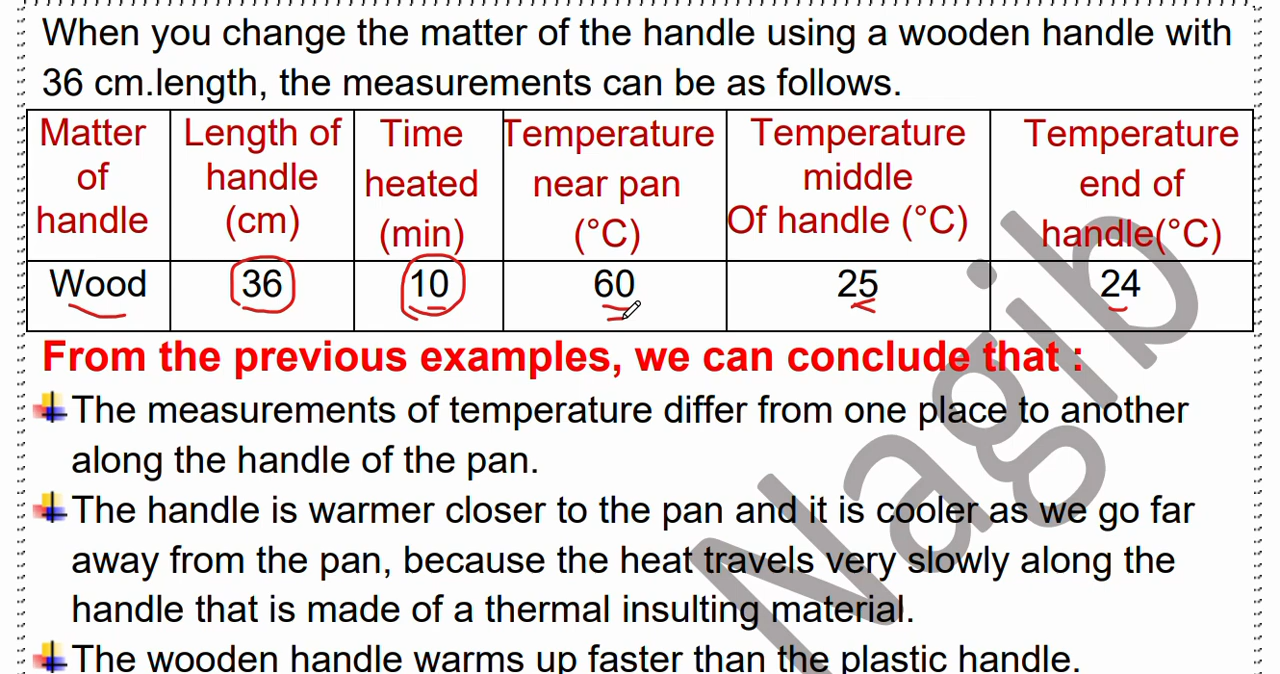 When you change the matter of the handle using a wooden handle with
36 cm.length, the measurements can be as follows.
Matter of handle | Length of handle (cm) | Time heated (min) | Temperature near pan (°C) | Temperature middle Of handle (°C) | Temperature end of handle(°C)
Wood | 36 | 10 | 60 | 25 | 24
From the previous examples, we can conclude that :
The measurements of temperature differ from one place to another
along the handle of the pan.
The handle is warmer closer to the pan and it is cooler as we go far
away from the pan, because the heat travels very slowly along the
handle that is made of a thermal insulting material.
The wooden handle warms up faster than the plastic handle.
Nagib